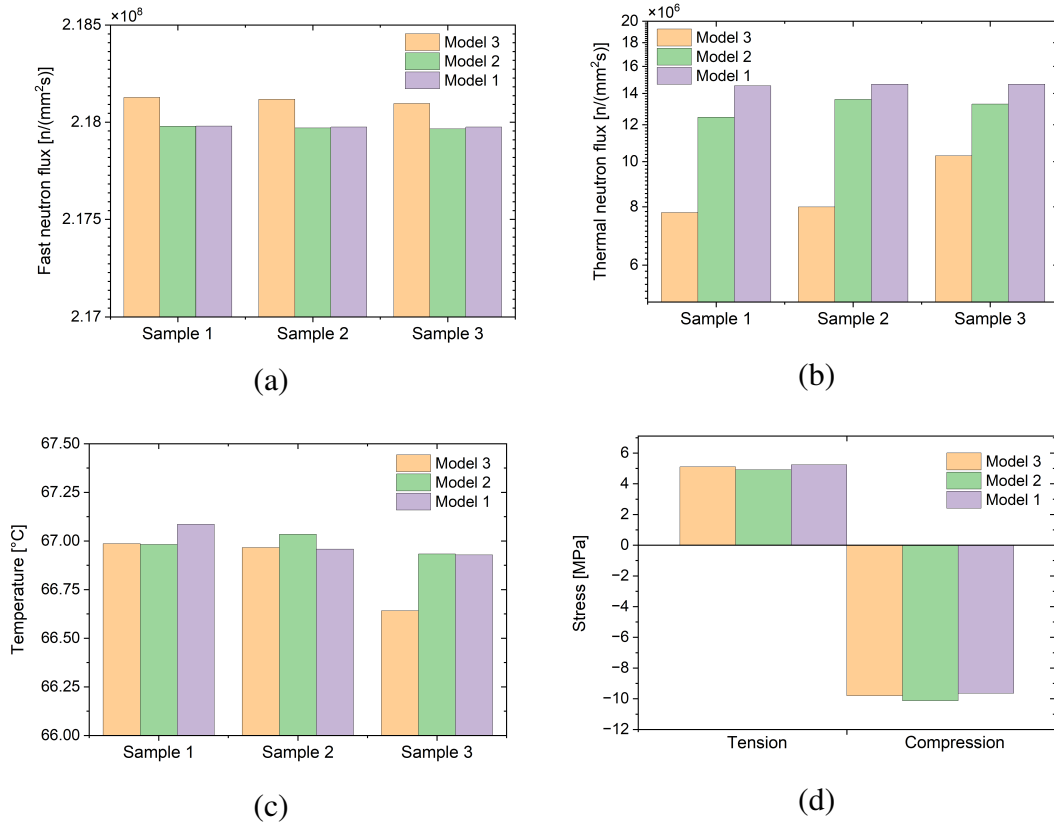 ×10⁸
2.185
2.18
2.175
2.17
Fast neutron flux [n/(mm²s)]
Model 3
Model 2
Model 1
Sample 1 Sample 2 Sample 3
(a)
20 ×10⁶
18
16
14
12
10
8
6
Thermal neutron flux [n/(mm²s)]
Model 3
Model 2
Model 1
Sample 1 Sample 2 Sample 3
(b)
67.50
67.25
67.00
66.75
66.50
66.25
66.00
Temperature [°C]
Model 3
Model 2
Model 1
Sample 1 Sample 2 Sample 3
(c)
6
4
2
0
−2
−4
−6
−8
−10
−12
Stress [MPa]
Model 3
Model 2
Model 1
Tension Compression
(d)